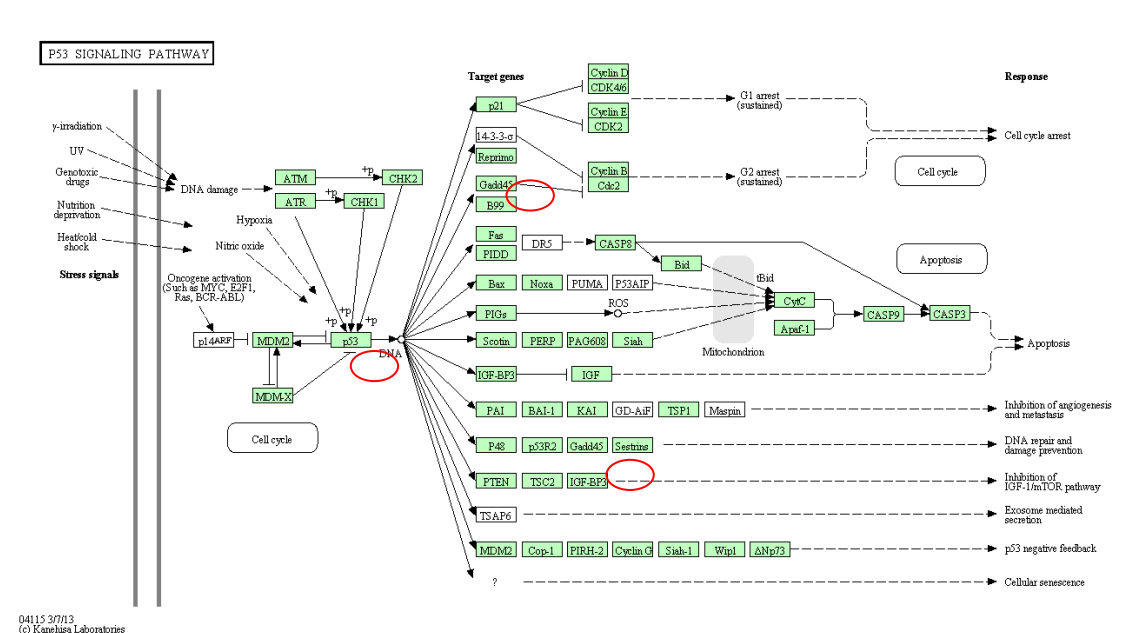 P53 SIGNALING PATHWAY
Target genes
Response
γ-irradiation
UV
Genotoxic
drugs
Nutrition
deprivation
Heat/cold
shock
Stress signals
DNA damage
ATM
+p
CHK2
ATR
+p
CHK1
Hypoxia
Nitric oxide
Oncogene activation
(Such as MYC, E2F1,
Ras, BCR-ABL)
p14ARF
MDM2
+p
+p
+p
p53
DNA
MDM-X
Cell cycle
p21
Cyclin D
CDK4/6
Cyclin E
CDK2
G1 arrest
(sustained)
Cell cycle arrest
14-3-3-σ
Reprimo
Gadd45
B99
Cyclin B
Cdc2
G2 arrest
(sustained)
Cell cycle
Fas
PIDD
DR5
CASP8
Bid
tBid
Mitochondrion
Apoptosis
Bax
Noxa
PUMA
P53AIP
CytC
PIGs
ROS
Apaf-1
CASP9
CASP3
Scotin
PERP
PAG608
Siah
Apoptosis
IGF-BP3
IGF
PAI
BAI-1
KAI
GD-AiF
TSP1
Maspin
Inhibition of angiogenesis
and metastasis
P48
p53R2
Gadd45
Sestrins
DNA repair and
damage prevention
PTEN
TSC2
IGF-BP3
Inhibition of
IGF-1/mTOR pathway
TSAP6
Exosome mediated
secretion
MDM2
Cop-1
PIRH-2
Cyclin G
Siah-1
Wip1
ΔNp73
p53 negative feedback
?
Cellular senescence
04115 3/7/13
(c) Kanehisa Laboratories